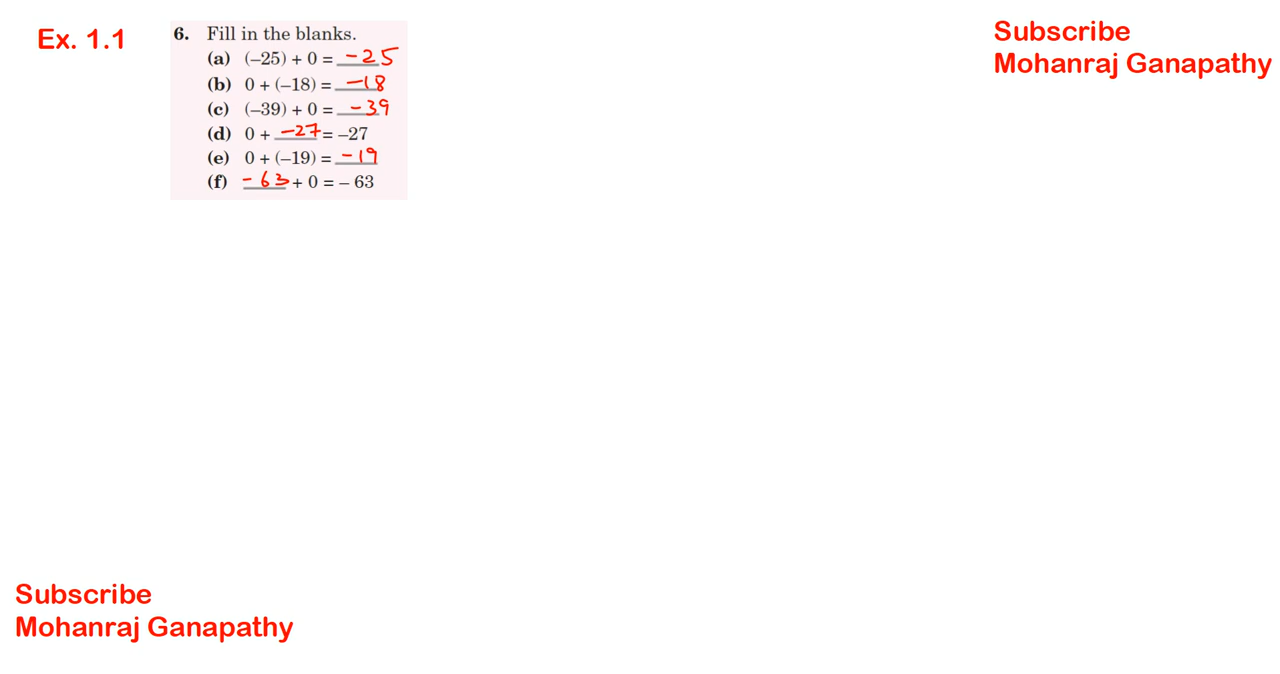 Ex. 1.1
6. Fill in the blanks.
(a) (–25) + 0 = -25
(b) 0 + (–18) = -18
(c) (–39) + 0 = -39
(d) 0 + -27 = –27
(e) 0 + (–19) = -19
(f) -63 + 0 = – 63
Subscribe
Mohanraj Ganapathy
Subscribe
Mohanraj Ganapathy